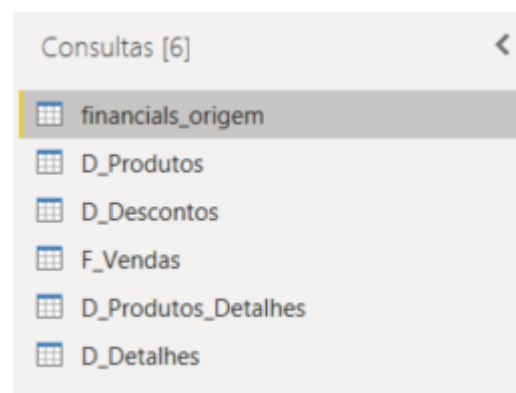 Consultas [6]
financials_origem
D_Produtos
D_Descontos
F_Vendas
D_Produtos_Detalhes
D_Detalhes